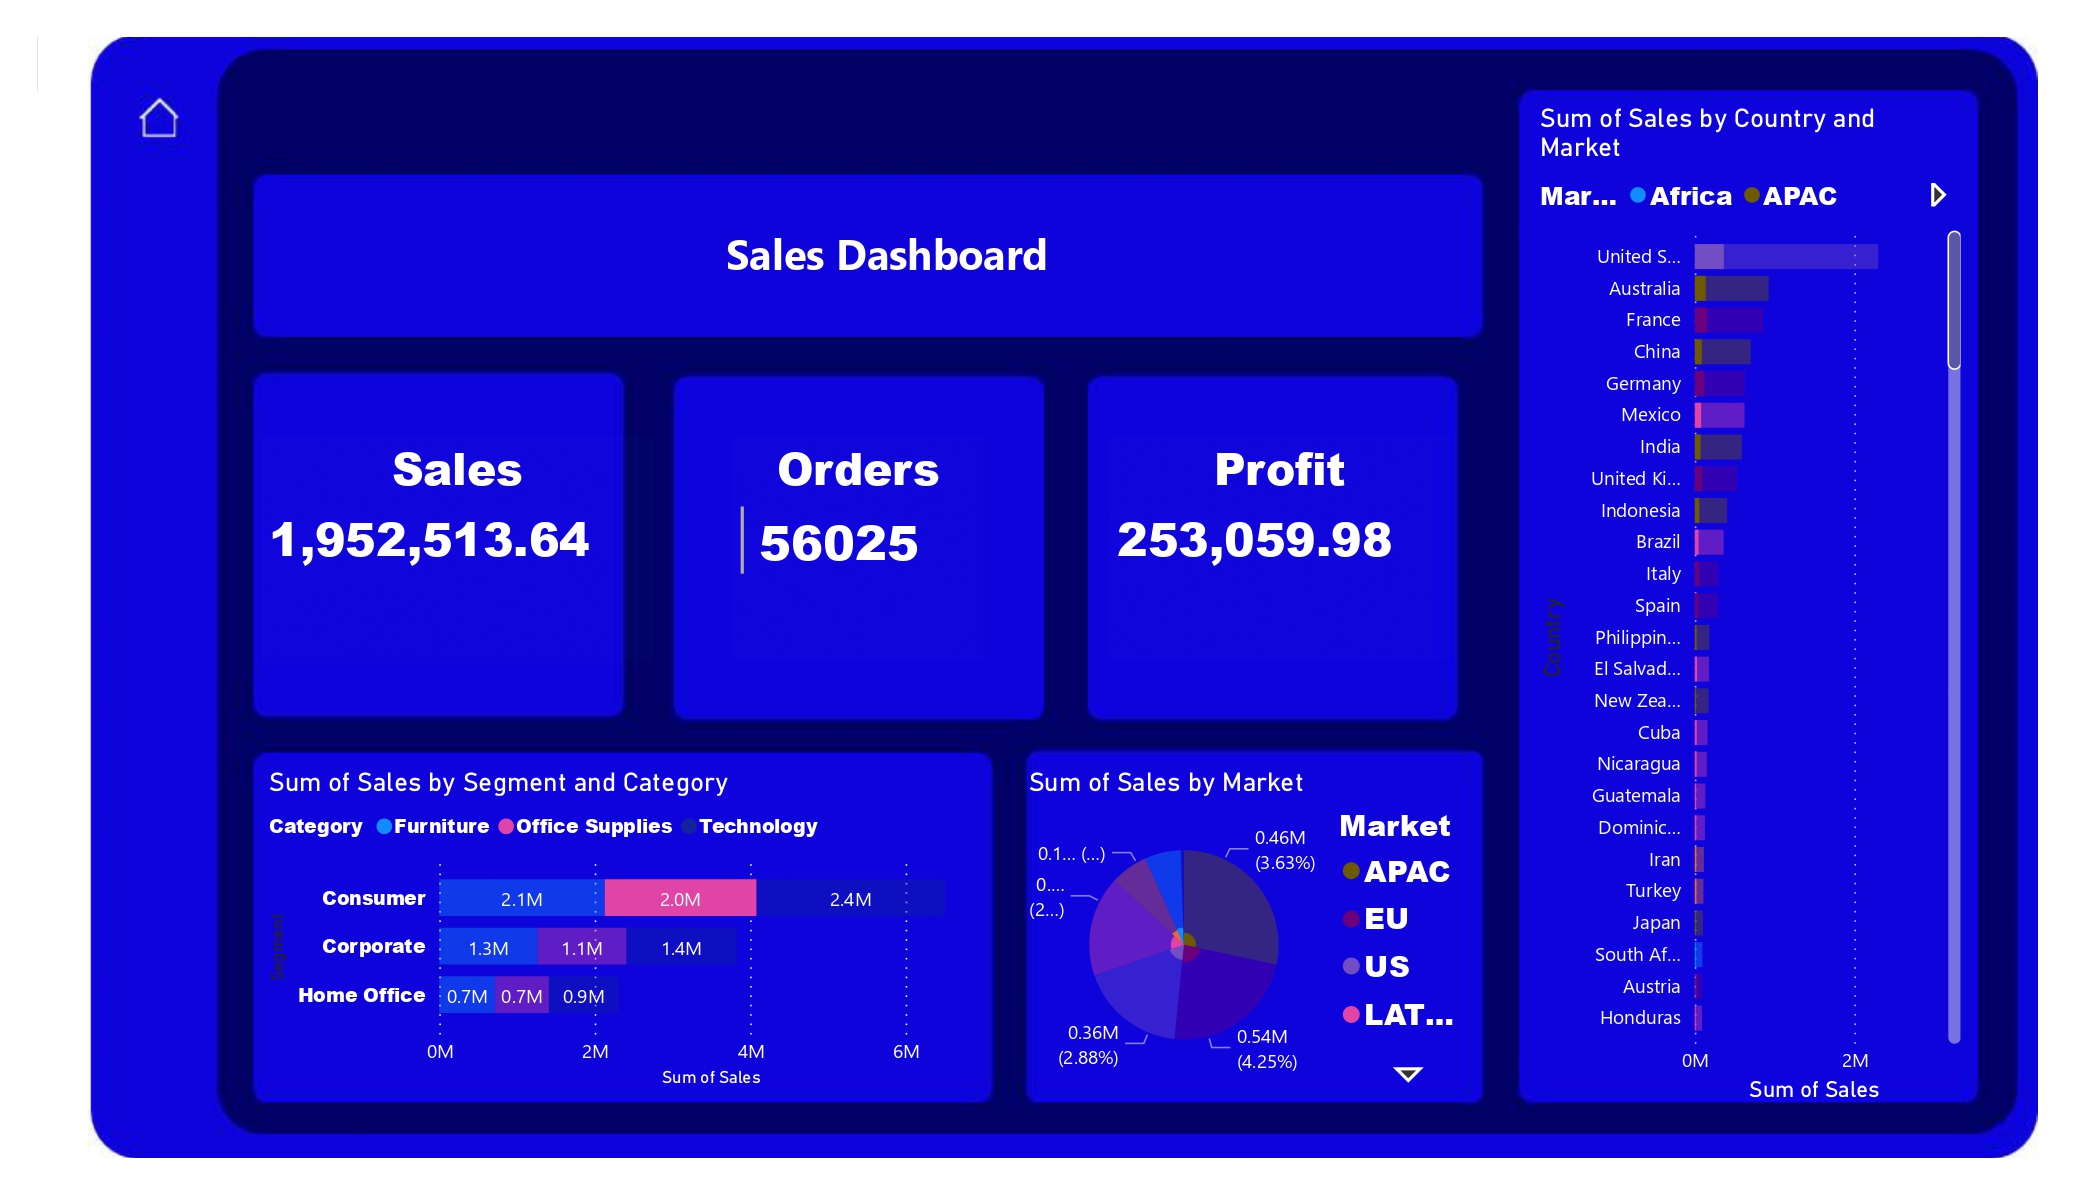 Sales Dashboard
Sales
1,952,513.64
Orders
56025
Profit
253,059.98
Sum of Sales by Segment and Category
Category Furniture Office Supplies Technology
Segment
Consumer 2.1M 2.0M 2.4M
Corporate 1.3M 1.1M 1.4M
Home Office 0.7M 0.7M 0.9M
0M 2M 4M 6M
Sum of Sales
Sum of Sales by Market
0.46M
(3.63%)
0.54M
(4.25%)
0.36M
(2.88%)
0....
(2...)
0.1... (...)
Market
APAC
EU
US
LAT...
Sum of Sales by Country and
Market
Mar... Africa APAC
Country
United S...
Australia
France
China
Germany
Mexico
India
United Ki...
Indonesia
Brazil
Italy
Spain
Philippin...
El Salvad...
New Zea...
Cuba
Nicaragua
Guatemala
Dominic...
Iran
Turkey
Japan
South Af...
Austria
Honduras
0M 2M
Sum of Sales